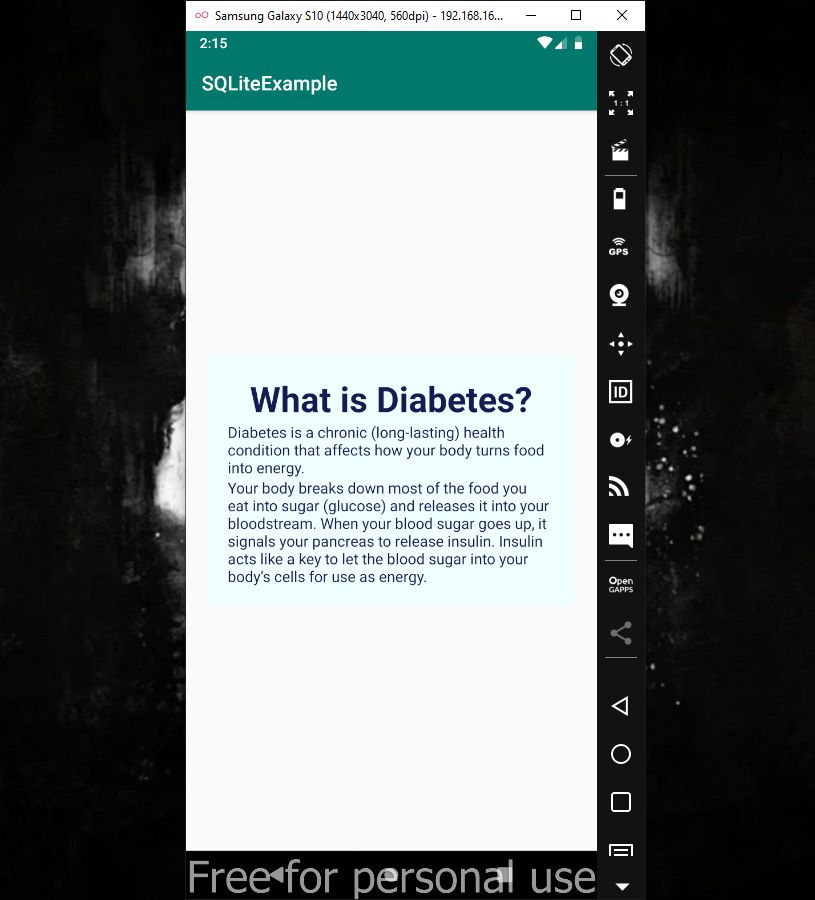 Samsung Galaxy S10 (1440x3040, 560dpi) - 192.168.16...
2:15
SQLiteExample
1:1
GPS
ID
Open
GAPPS
What is Diabetes?
Diabetes is a chronic (long-lasting) health
condition that affects how your body turns food
into energy.
Your body breaks down most of the food you
eat into sugar (glucose) and releases it into your
bloodstream. When your blood sugar goes up, it
signals your pancreas to release insulin. Insulin
acts like a key to let the blood sugar into your
body’s cells for use as energy.
Free for personal use